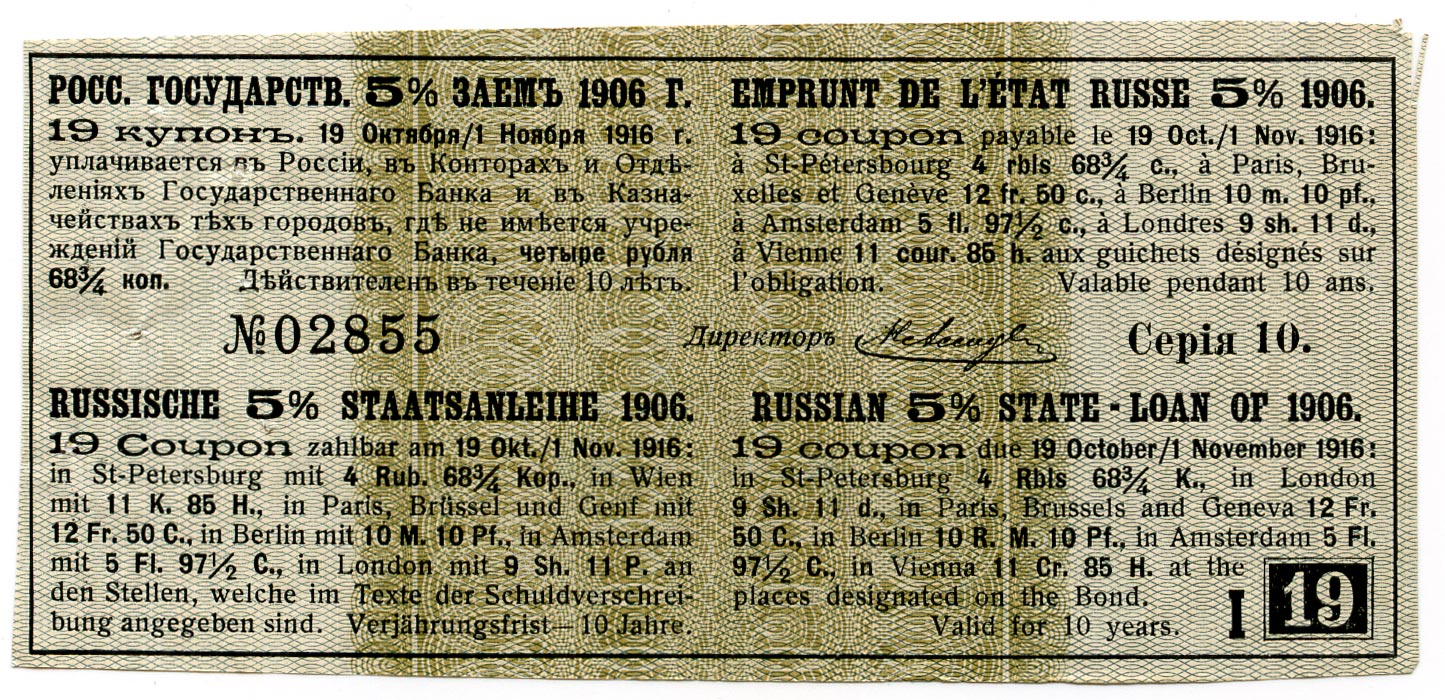 РОСС. ГОСУДАРСТВ. 5% ЗАЕМЪ 1906 Г.
19 купонъ. 19 Октября/1 Ноября 1916 г.
уплачивается въ Россіи, въ Конторахъ и Отдѣ-
леніяхъ Государственнаго Банка и въ Казна-
чействахъ тѣхъ городовъ, гдѣ не имѣется учре-
жденій Государственнаго Банка, четыре рубля
68¾ коп. Дѣйствителенъ въ теченіе 10 лѣтъ.
EMPRUNT DE L'ÉTAT RUSSE 5% 1906.
19 coupon payable le 19 Oct./1 Nov. 1916:
à St-Pétersbourg 4 rbls 68¾ c., à Paris, Bru-
xelles et Genève 12 fr. 50 c., à Berlin 10 m. 10 pf.,
à Amsterdam 5 fl. 97½ c., à Londres 9 sh. 11 d.,
à Vienne 11 cour. 85 h. aux guichets désignés sur
l'obligation. Valable pendant 10 ans.
№02855
Директоръ
Серія 10.
RUSSISCHE 5% STAATSANLEIHE 1906.
19 Coupon zahlbar am 19 Okt./1 Nov. 1916:
in St-Petersburg mit 4 Rub. 68¾ Kop., in Wien
mit 11 K. 85 H., in Paris, Brüssel und Genf mit
12 Fr. 50 C., in Berlin mit 10 M. 10 Pf., in Amsterdam
mit 5 Fl. 97½ C., in London mit 9 Sh. 11 P. an
den Stellen, welche im Texte der Schuldverschrei-
bung angegeben sind. Verjährungsfrist — 10 Jahre.
RUSSIAN 5% STATE-LOAN OF 1906.
19 coupon due 19 October/1 November 1916:
in St-Petersburg 4 Rbls 68¾ K., in London
9 Sh. 11 d., in Paris, Brussels and Geneva 12 Fr.
50 C., in Berlin 10 R. M. 10 Pf., in Amsterdam 5 Fl.
97½ C., in Vienna 11 Cr. 85 H. at the
places designated on the Bond.
Valid for 10 years.
I 19